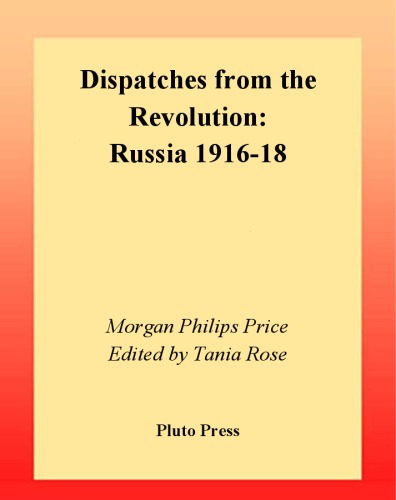 Dispatches from the
Revolution:
Russia 1916-18
Morgan Philips Price
Edited by Tania Rose
Pluto Press